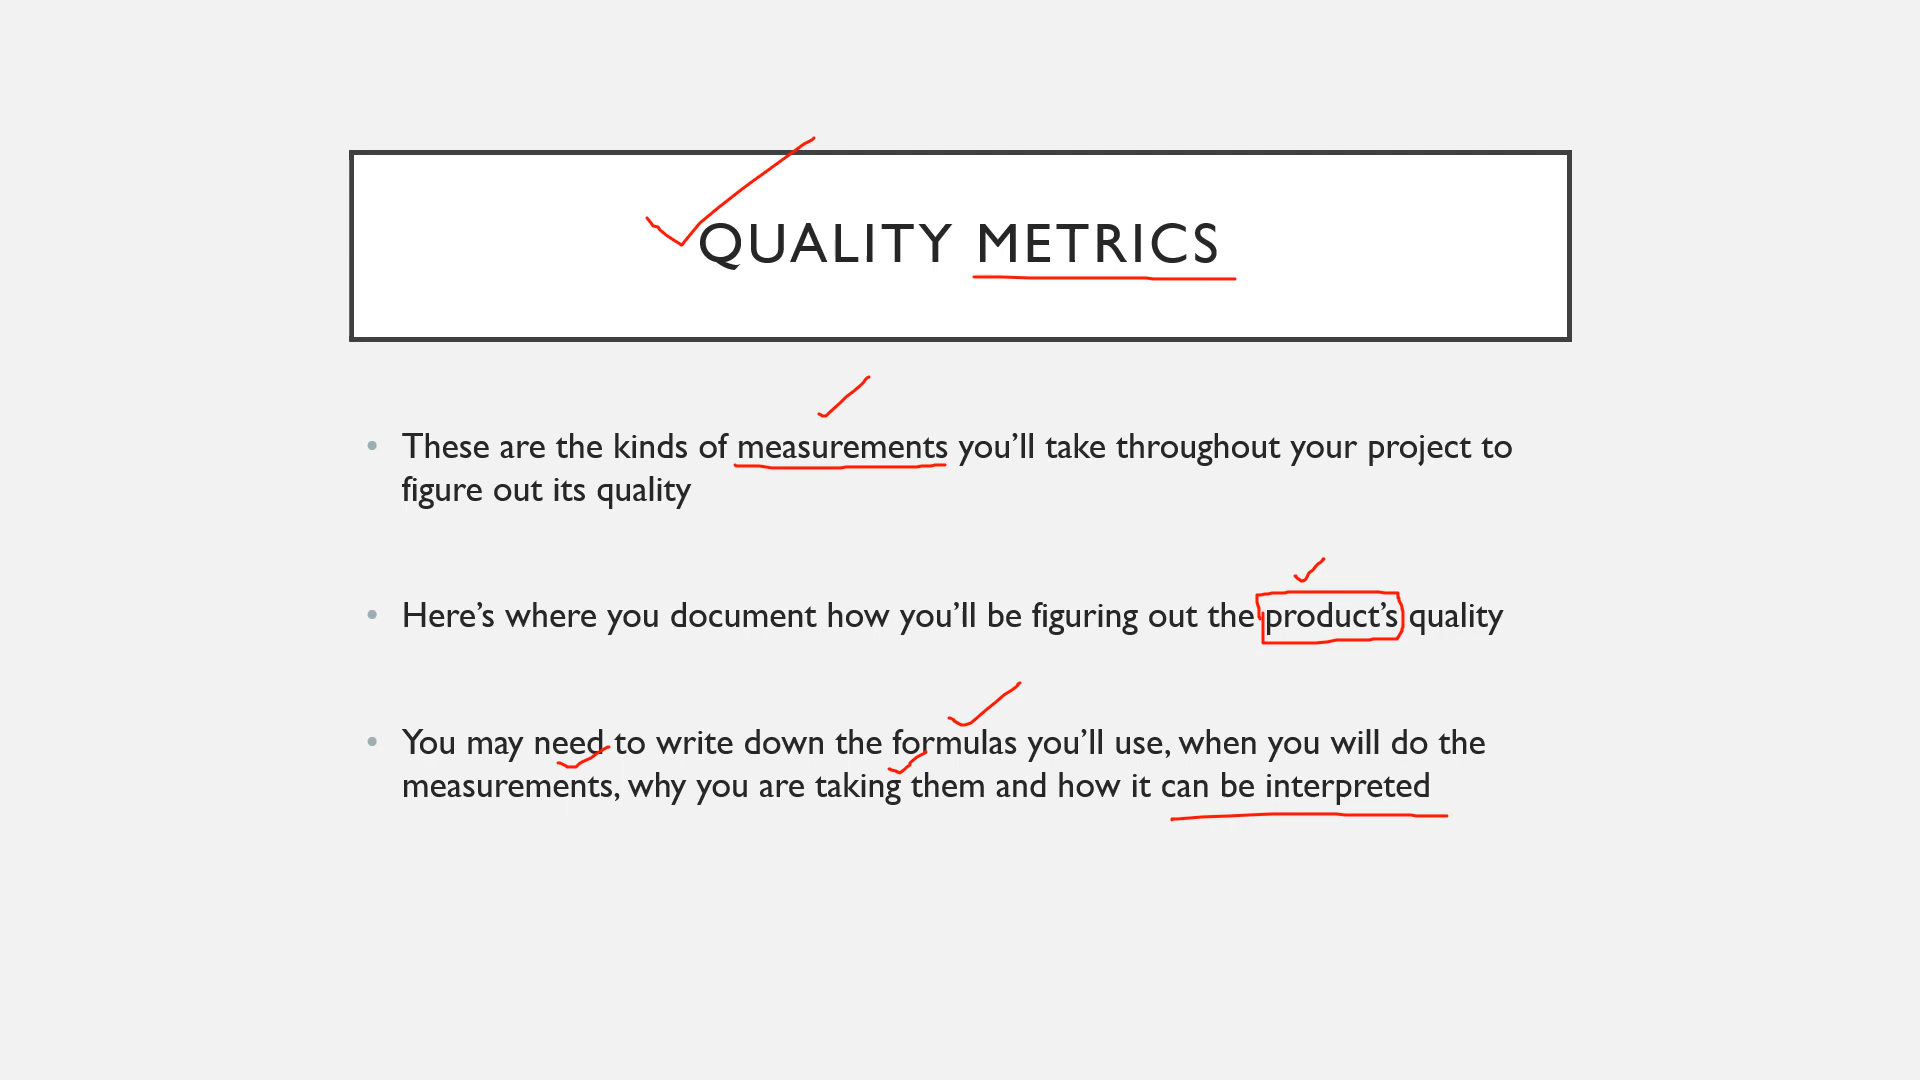 QUALITY METRICS
• These are the kinds of measurements you’ll take throughout your project to
figure out its quality
• Here’s where you document how you’ll be figuring out the product’s quality
• You may need to write down the formulas you’ll use, when you will do the
measurements, why you are taking them and how it can be interpreted